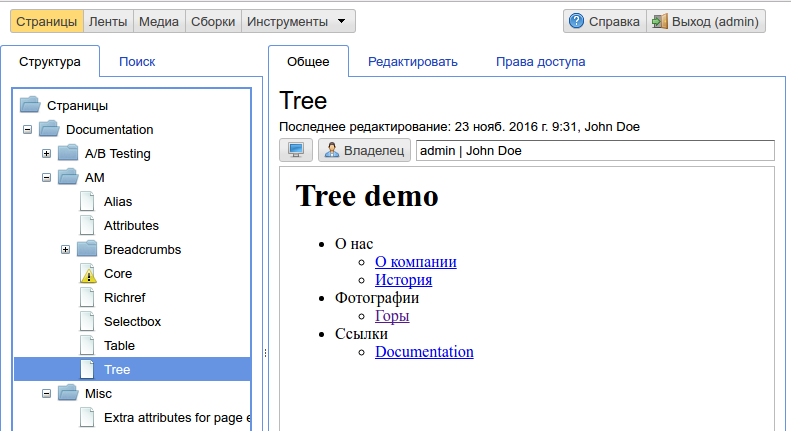 Страницы Ленты Медиа Сборки Инструменты Справка Выход (admin)
Структура Поиск
Страницы
Documentation
A/B Testing
AM
Alias
Attributes
Breadcrumbs
Core
Richref
Selectbox
Table
Tree
Misc
Extra attributes for page e
Общее Редактировать Права доступа
Tree
Последнее редактирование: 23 нояб. 2016 г. 9:31, John Doe
Владелец admin | John Doe
Tree demo
О нас
О компании
История
Фотографии
Горы
Ссылки
Documentation